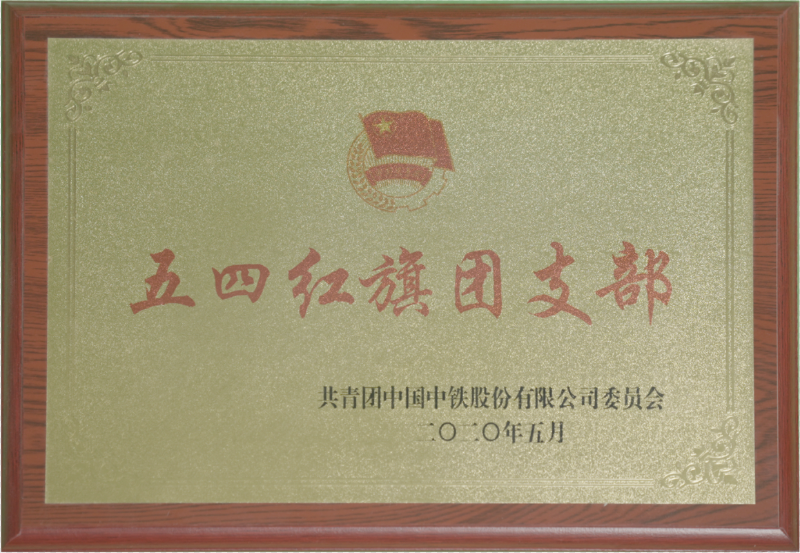 五四红旗团支部
共青团中国中铁股份有限公司委员会
二〇二〇年五月